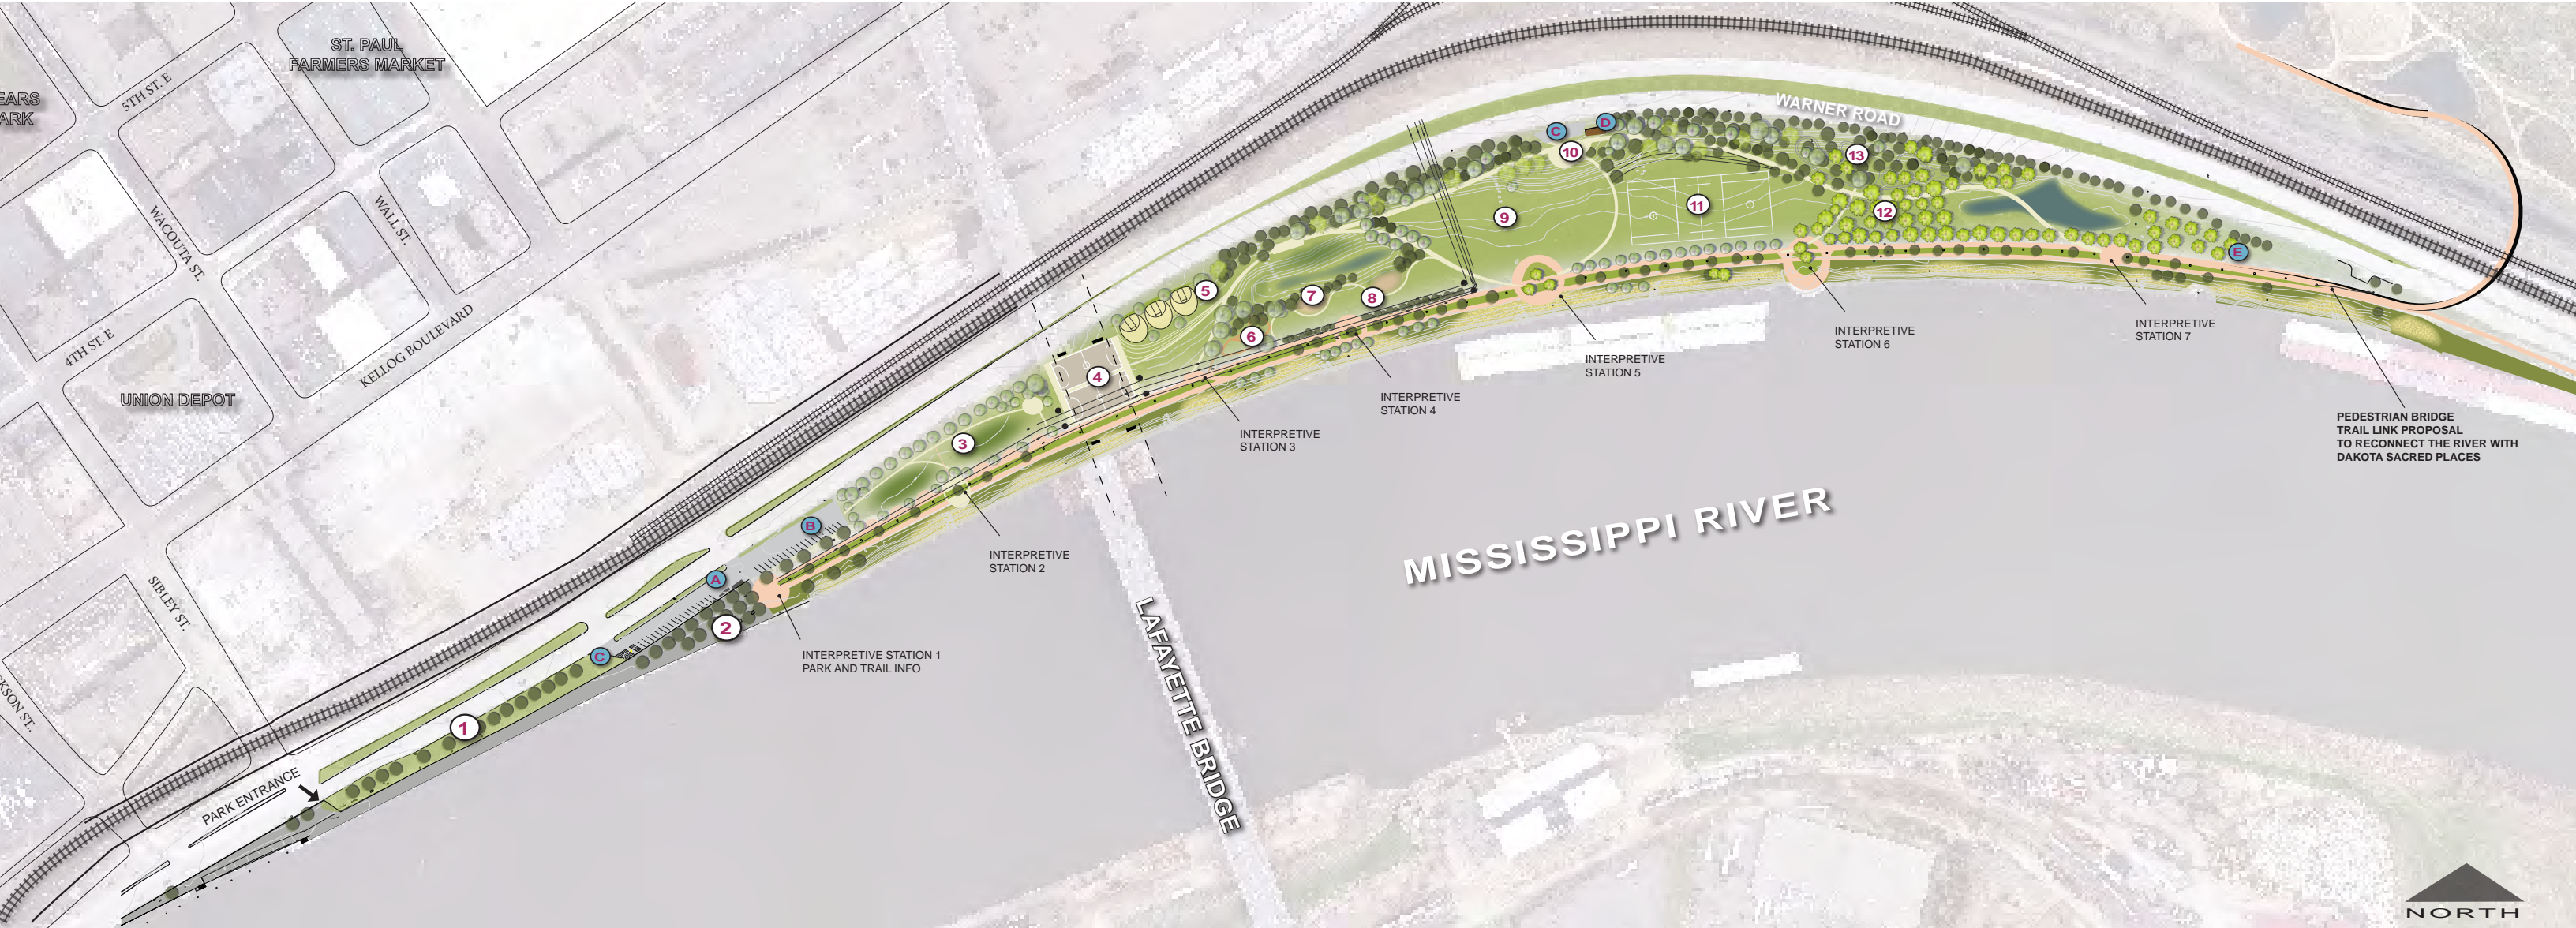 ST. PAUL
FARMERS MARKET
EARS
ARK
5TH ST. E
WACOUTA ST.
WALL ST.
4TH ST. E
KELLOG BOULEVARD
UNION DEPOT
SIBLEY ST.
KSON ST.
PARK ENTRANCE
WARNER ROAD
1
2
3
4
5
6
7
8
9
10
11
12
13
A
B
C
C
D
E
INTERPRETIVE STATION 1
PARK AND TRAIL INFO
INTERPRETIVE
STATION 2
INTERPRETIVE
STATION 3
INTERPRETIVE
STATION 4
INTERPRETIVE
STATION 5
INTERPRETIVE
STATION 6
INTERPRETIVE
STATION 7
PEDESTRIAN BRIDGE
TRAIL LINK PROPOSAL
TO RECONNECT THE RIVER WITH
DAKOTA SACRED PLACES
LAFAYETTE BRIDGE
MISSISSIPPI RIVER
NORTH